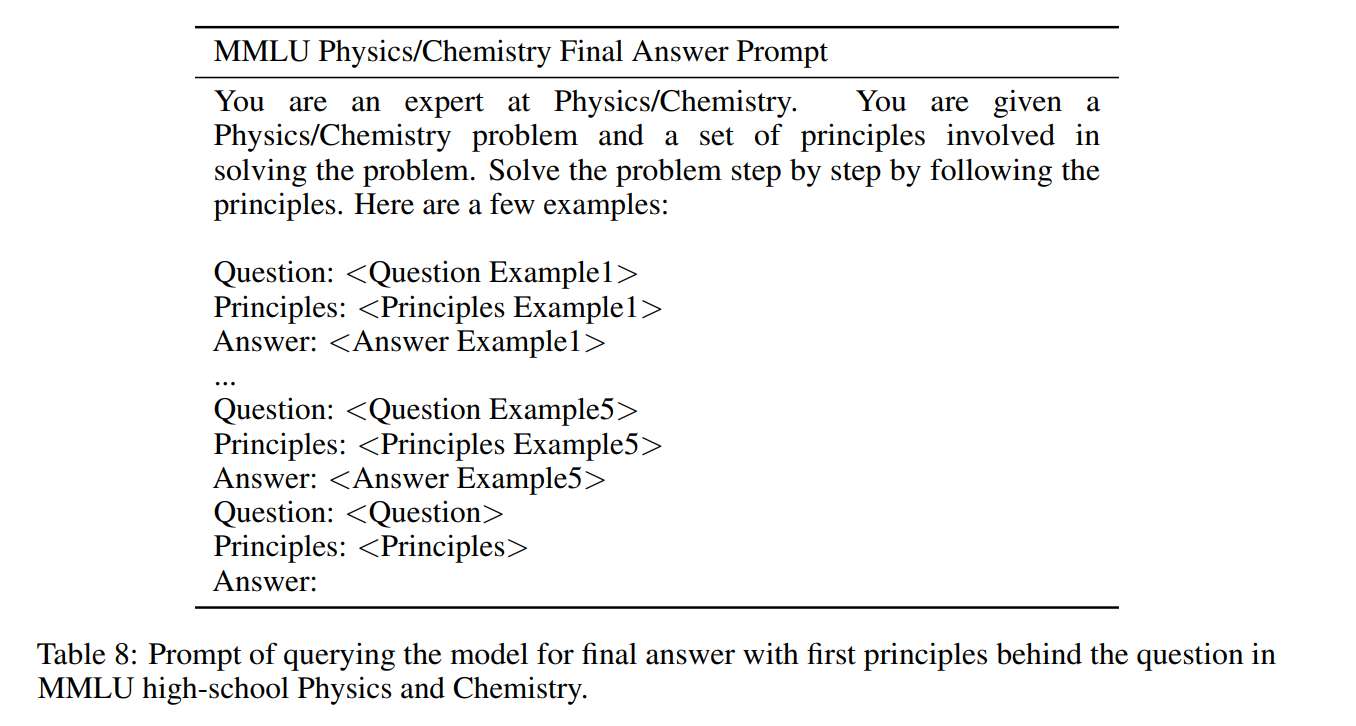 MMLU Physics/Chemistry Final Answer Prompt
You are an expert at Physics/Chemistry. You are given a
Physics/Chemistry problem and a set of principles involved in
solving the problem. Solve the problem step by step by following the
principles. Here are a few examples:
Question: <Question Example1>
Principles: <Principles Example1>
Answer: <Answer Example1>
...
Question: <Question Example5>
Principles: <Principles Example5>
Answer: <Answer Example5>
Question: <Question>
Principles: <Principles>
Answer:
Table 8: Prompt of querying the model for final answer with first principles behind the question in
MMLU high-school Physics and Chemistry.